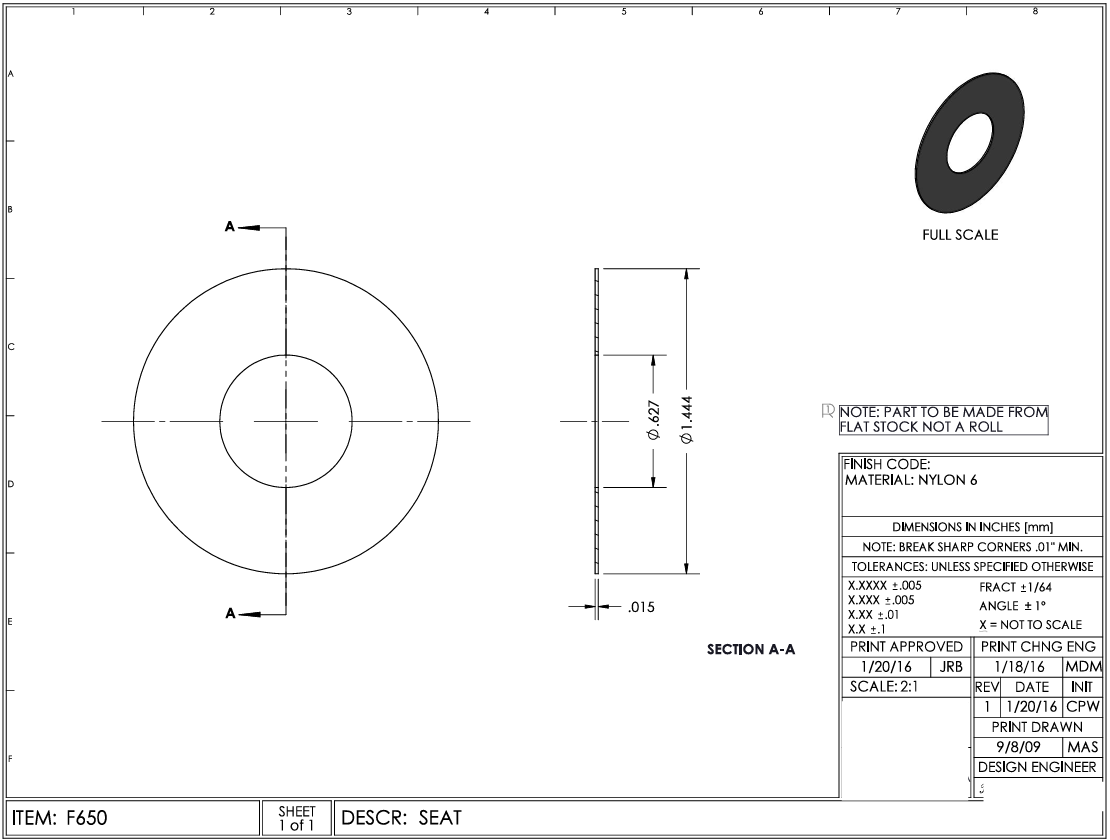 1 2 3 4 5 6 7 8
A
B
C
D
E
F
A
A
FULL SCALE
Ø.627
Ø1.444
.015
SECTION A-A
1 NOTE: PART TO BE MADE FROM
FLAT STOCK NOT A ROLL
FINISH CODE:
MATERIAL: NYLON 6
DIMENSIONS IN INCHES [mm]
NOTE: BREAK SHARP CORNERS .01" MIN.
TOLERANCES: UNLESS SPECIFIED OTHERWISE
X.XXXX ±.005 FRACT ±1/64
X.XXX ±.005 ANGLE ± 1°
X.XX ±.01 X = NOT TO SCALE
X.X ±.1
PRINT APPROVED PRINT CHNG ENG
1/20/16 JRB 1/18/16 MDM
SCALE: 2:1 REV DATE INIT
1 1/20/16 CPW
PRINT DRAWN
9/8/09 MAS
DESIGN ENGINEER
ITEM: F650 SHEET 1 of 1 DESCR: SEAT